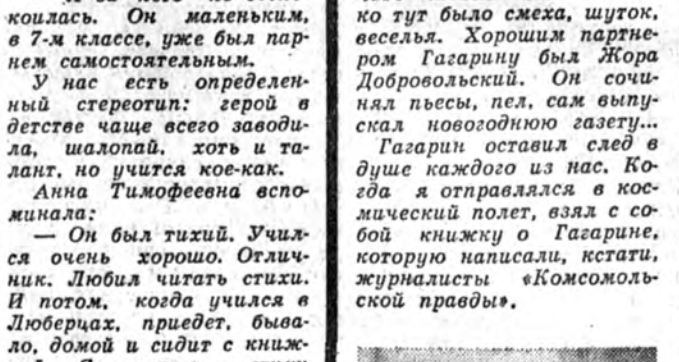 коилась. Он маленьким,
в 7-м классе, уже был пар-
нем самостоятельным.
У нас есть определен-
ный стереотип: герой в
детстве чаще всего заводи-
ла, шалопай, хоть и та-
лант, но учится кое-как.
Анна Тимофеевна вспо-
минала:
— Он был тихий. Учил-
ся очень хорошо. Отлич-
ник. Любил читать стихи.
И потом, когда учился в
Люберцах, приедет, быва-
ло, домой и сидит с книж-
ко тут было смеха, шуток,
веселья. Хорошим партне-
ром Гагарину был Жора
Добровольский. Он сочи-
нял пьесы, пел, сам выпу-
скал новогоднюю газету...
Гагарин оставил след в
душе каждого из нас. Ко-
гда я отправлялся в кос-
мический полет, взял с со-
бой книжку о Гагарине,
которую написали, кстати,
журналисты «Комсомоль-
ской правды».